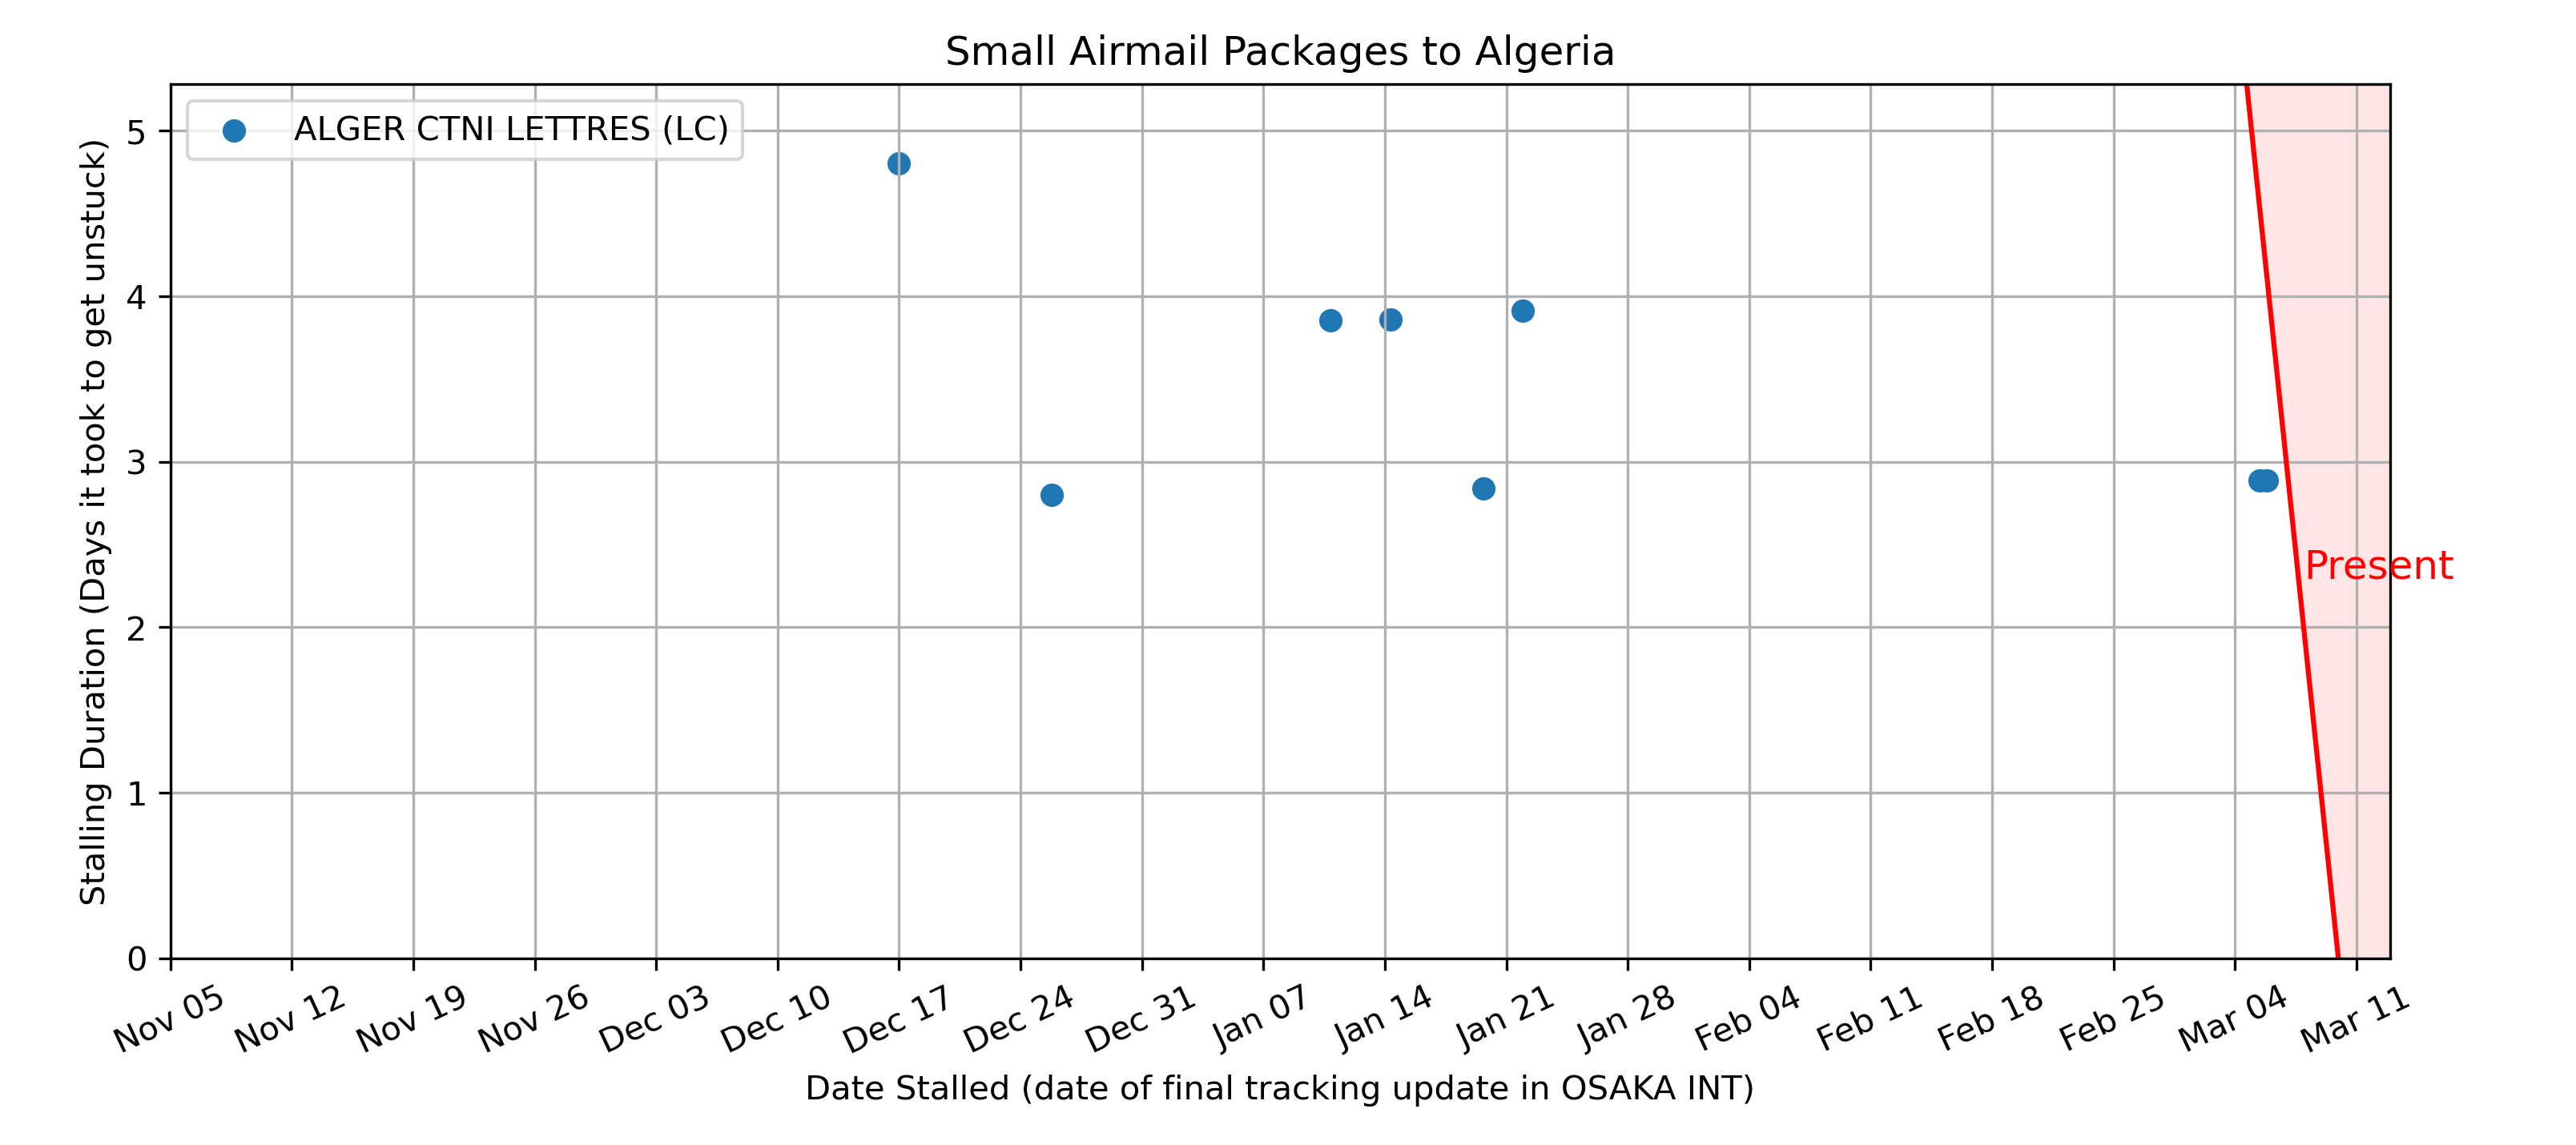 Small Airmail Packages to Algeria
ALGER CTNI LETTRES (LC)
Stalling Duration (Days it took to get unstuck)
5
4
3
2
1
0
Present
Nov 05 Nov 12 Nov 19 Nov 26 Dec 03 Dec 10 Dec 17 Dec 24 Dec 31 Jan 07 Jan 14 Jan 21 Jan 28 Feb 04 Feb 11 Feb 18 Feb 25 Mar 04 Mar 11
Date Stalled (date of final tracking update in OSAKA INT)